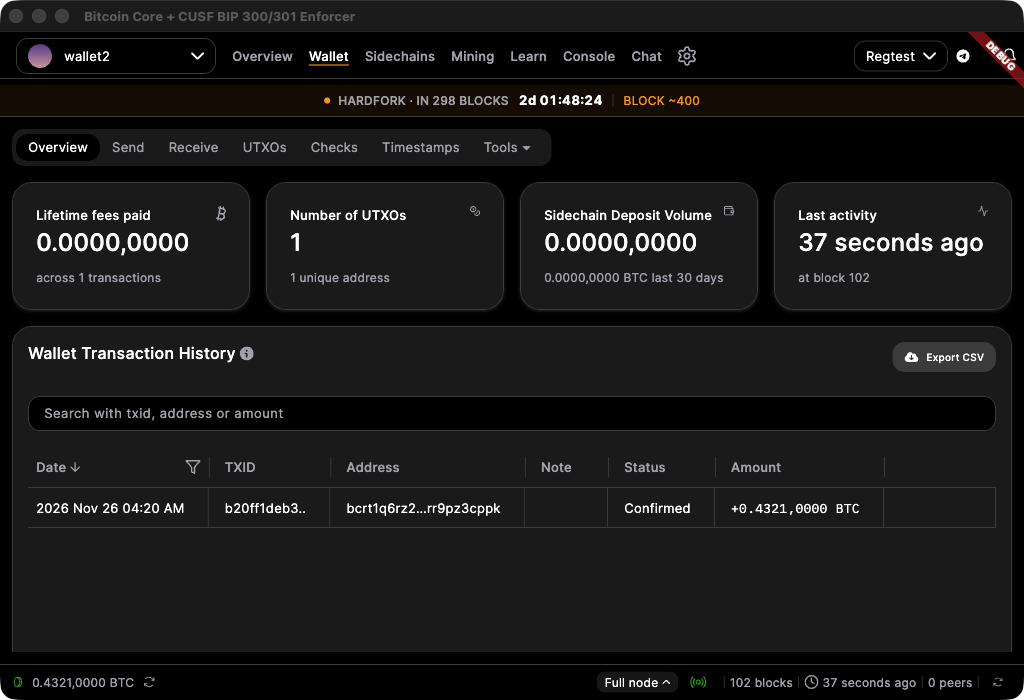 Bitcoin Core + CUSF BIP 300/301 Enforcer
wallet2 Overview Wallet Sidechains Mining Learn Console Chat Regtest DEBUG
HARDFORK · IN 298 BLOCKS 2d 01:48:24 BLOCK ~400
Overview Send Receive UTXOs Checks Timestamps Tools
Lifetime fees paid
0.0000,0000
across 1 transactions
Number of UTXOs
1
1 unique address
Sidechain Deposit Volume
0.0000,0000
0.0000,0000 BTC last 30 days
Last activity
37 seconds ago
at block 102
Wallet Transaction History
Export CSV
Search with txid, address or amount
Date TXID Address Note Status Amount
2026 Nov 26 04:20 AM b20ff1deb3.. bcrt1q6rz2...rr9pz3cppk Confirmed +0.4321,0000 BTC
0.4321,0000 BTC Full node 102 blocks 37 seconds ago 0 peers